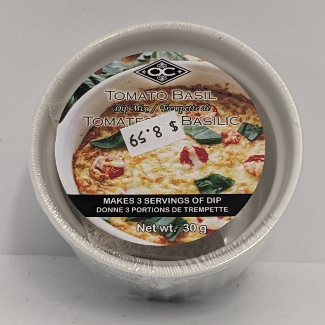 OC
TOMATO BASIL
Dip Mix / Trempette de
TOMATE BASILIC
$ 8.59
MAKES 3 SERVINGS OF DIP
DONNE 3 PORTIONS DE TREMPETTE
Net wt. 30 g